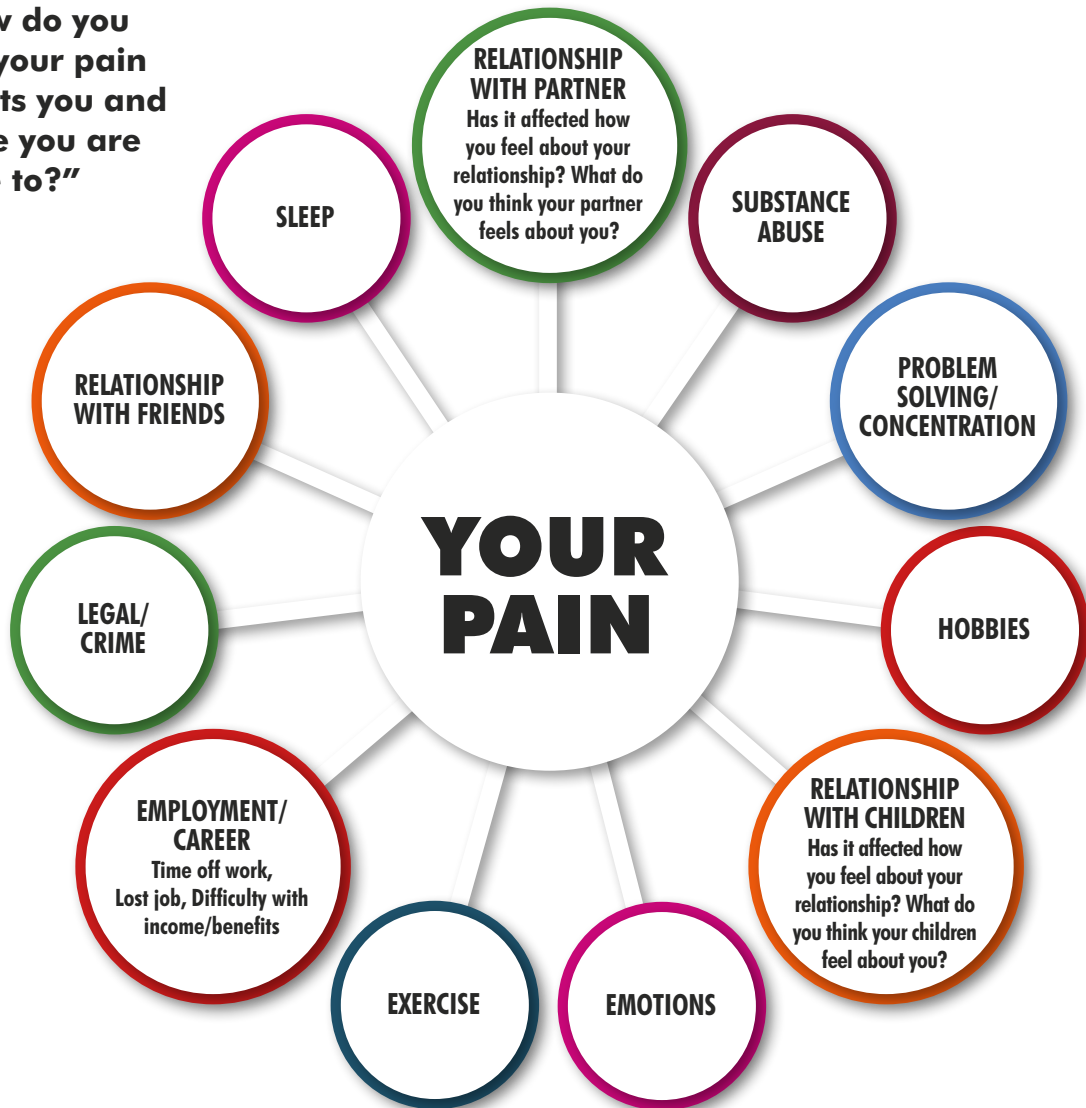 do you
your pain
you and
you are
to?”
RELATIONSHIP
WITH PARTNER
Has it affected how
you feel about your
relationship? What do
you think your partner
feels about you?
SUBSTANCE
ABUSE
PROBLEM
SOLVING/
CONCENTRATION
HOBBIES
RELATIONSHIP
WITH CHILDREN
Has it affected how
you feel about your
relationship? What do
you think your children
feel about you?
EMOTIONS
EXERCISE
EMPLOYMENT/
CAREER
Time off work,
Lost job, Difficulty with
income/benefits
LEGAL/
CRIME
RELATIONSHIP
WITH FRIENDS
SLEEP
YOUR
PAIN